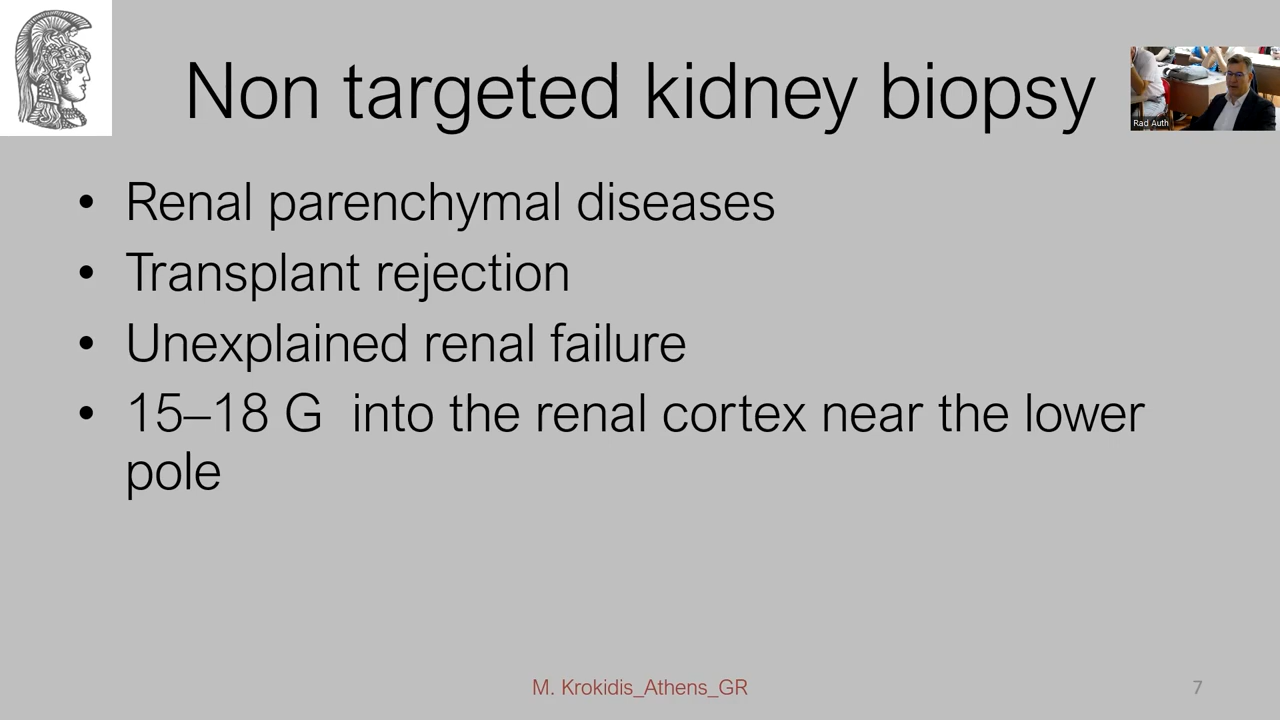 Non targeted kidney biopsy
Rad Auth
• Renal parenchymal diseases
• Transplant rejection
• Unexplained renal failure
• 15–18 G  into the renal cortex near the lower
pole
M. Krokidis_Athens_GR
7